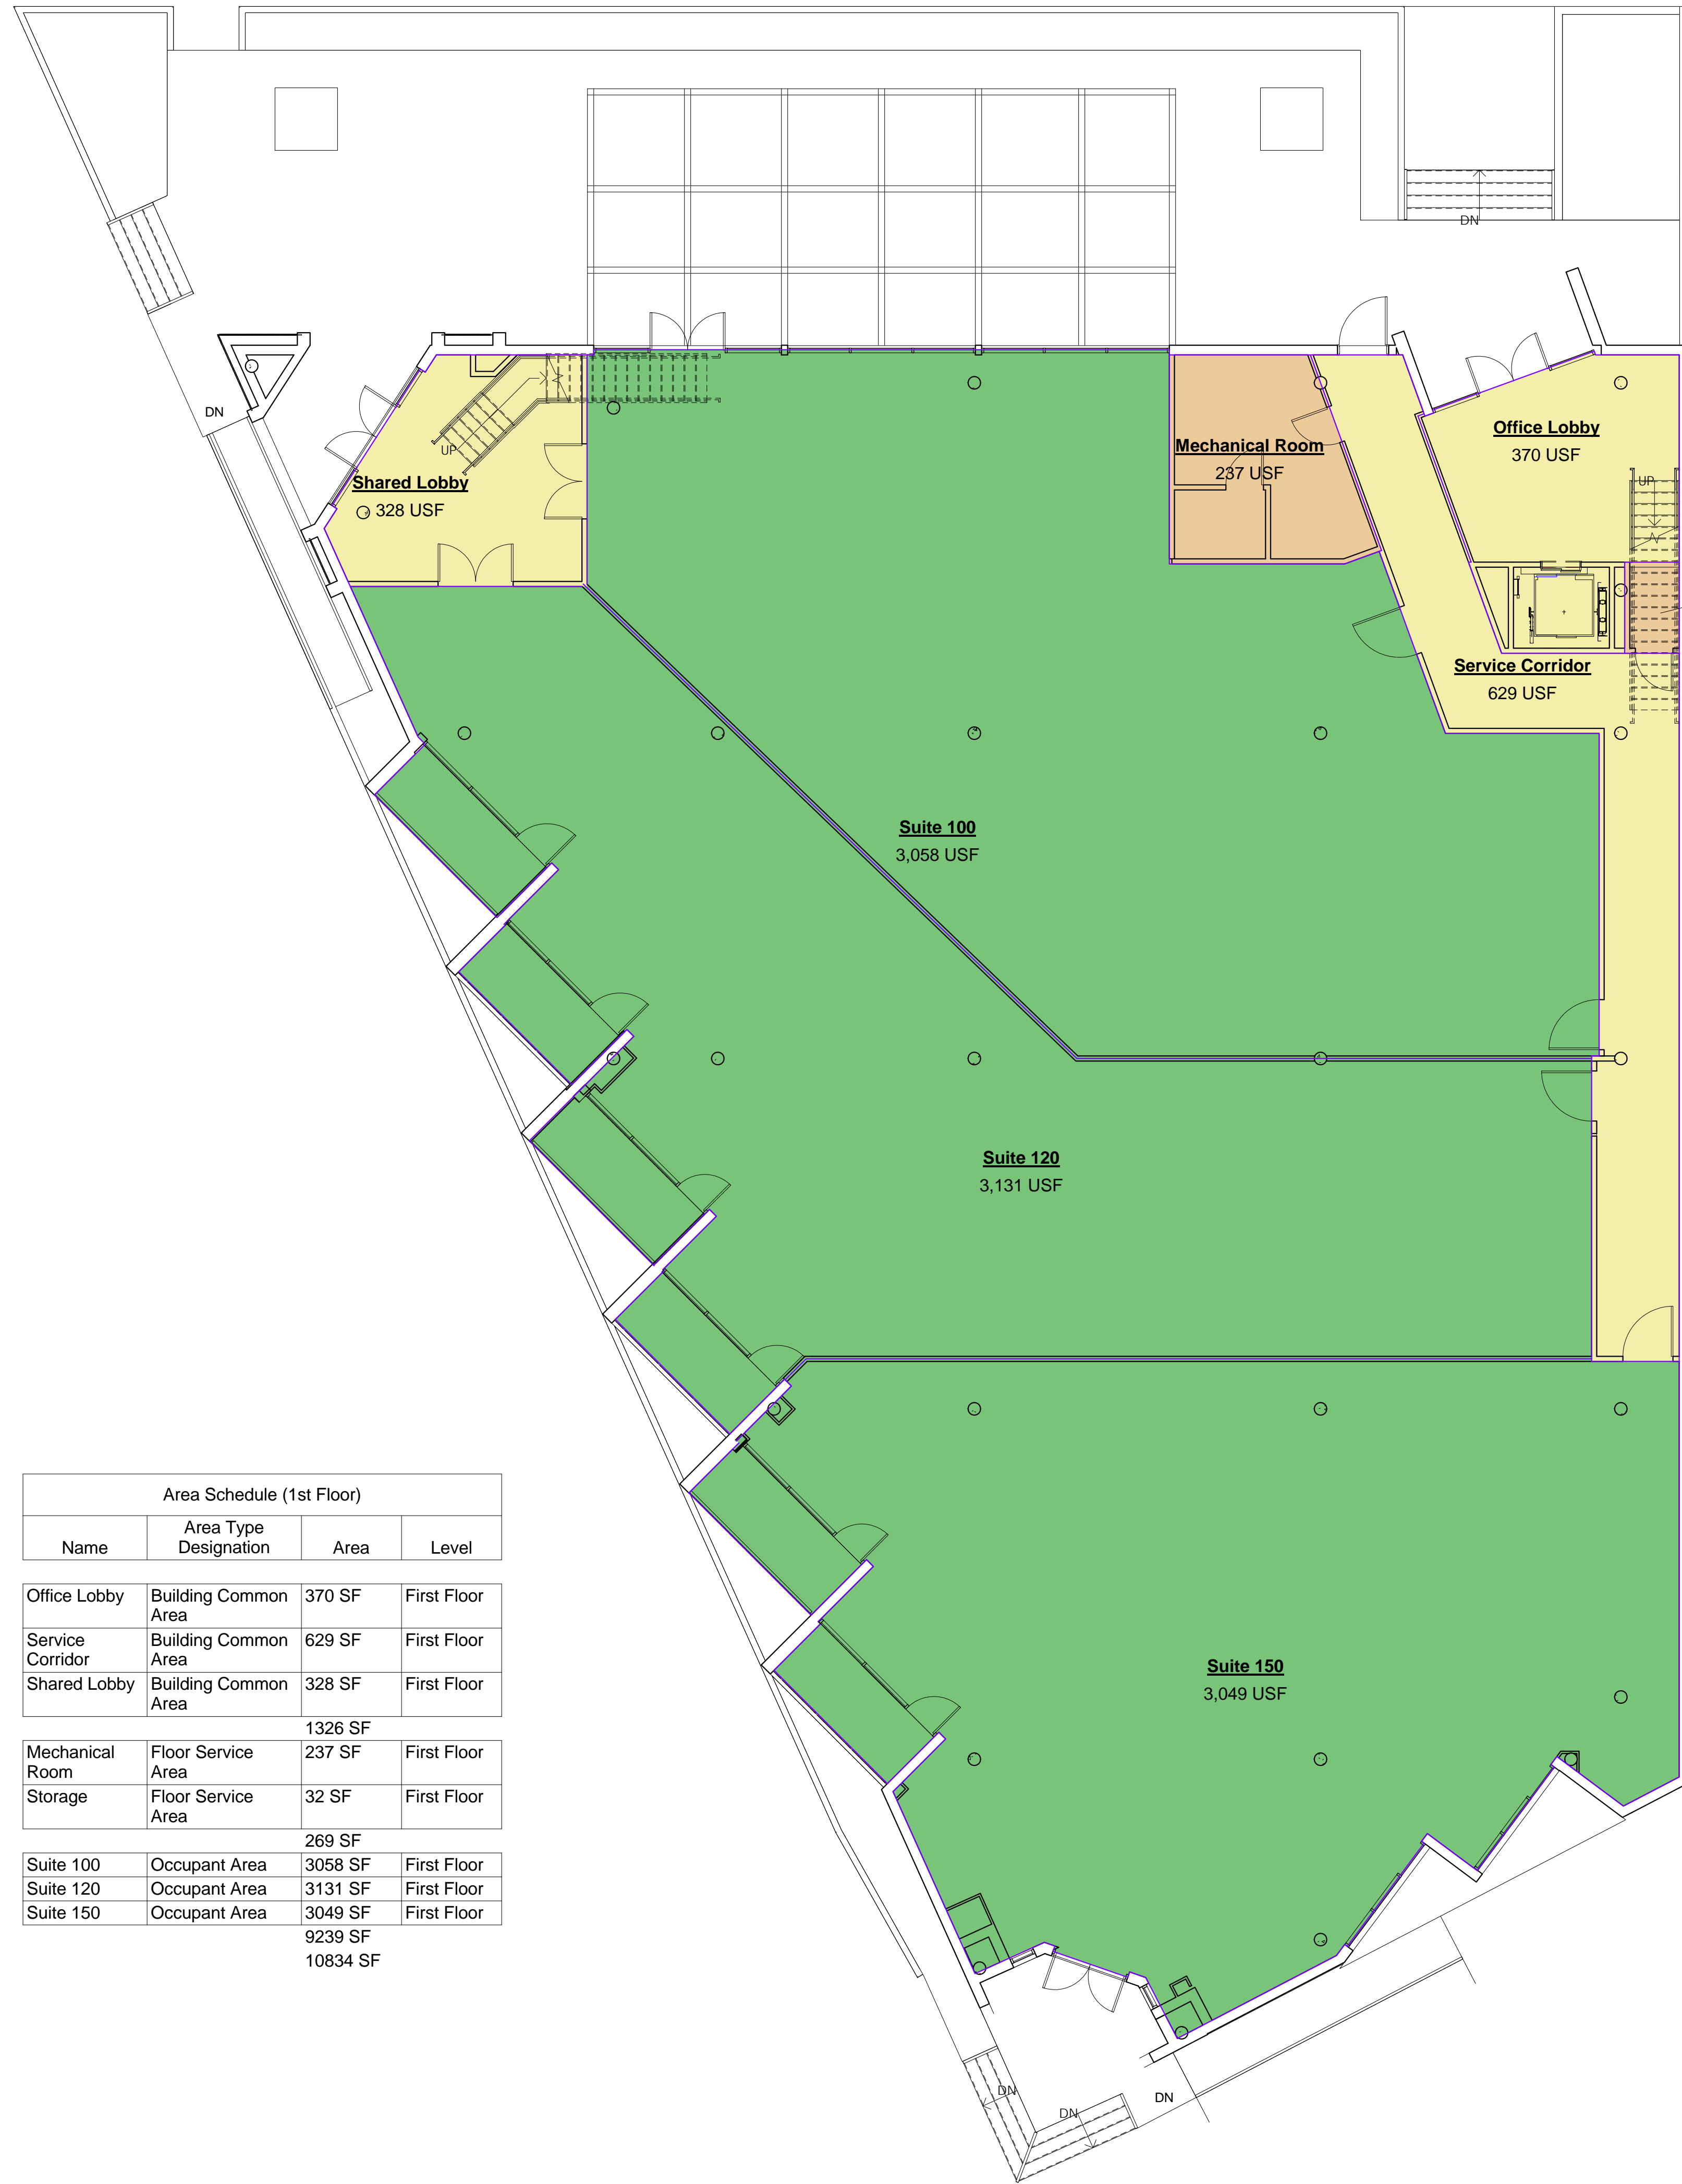 DN
DN
Shared Lobby
328 USF
UP
Mechanical Room
237 USF
Office Lobby
370 USF
UP
Service Corridor
629 USF
Suite 100
3,058 USF
Suite 120
3,131 USF
Suite 150
3,049 USF
Area Schedule (1st Floor)
Name Area Type Designation Area Level
Office Lobby Building Common Area 370 SF First Floor
Service Corridor Building Common Area 629 SF First Floor
Shared Lobby Building Common Area 328 SF First Floor
1326 SF
Mechanical Room Floor Service Area 237 SF First Floor
Storage Floor Service Area 32 SF First Floor
269 SF
Suite 100 Occupant Area 3058 SF First Floor
Suite 120 Occupant Area 3131 SF First Floor
Suite 150 Occupant Area 3049 SF First Floor
9239 SF
10834 SF
DN
DN
DN